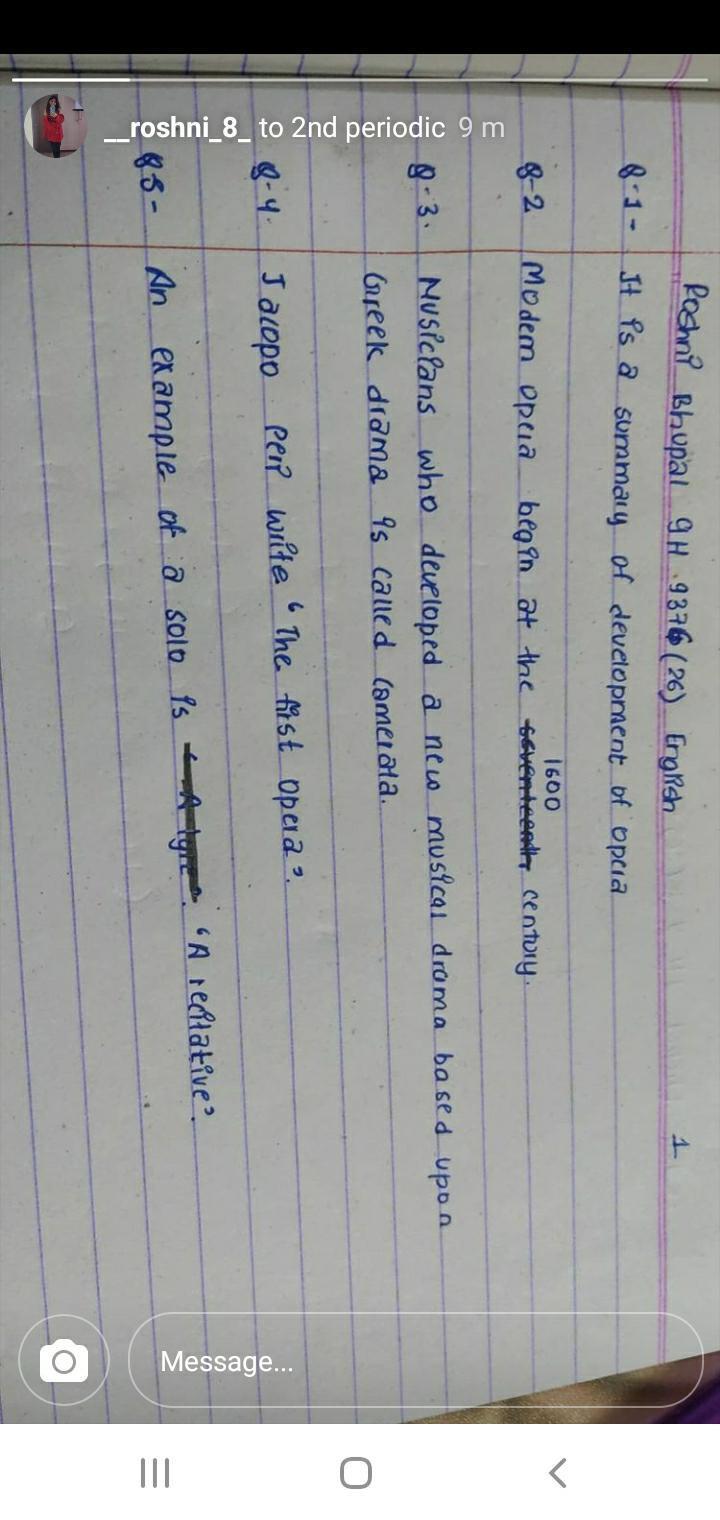 __roshni_8_ to 2nd periodic 9 m
Roshni Bhupal 9H .9376 (26) English
1
Q.1- It is a summary of development of opera
Q-2 Modern opera begin at the seventeenth 1600 century.
Q.3. Musicians who developed a new musical drama based upon
Greek drama is called Camerata.
Q.4. Jacopo Peri write "The first opera".
Q5- An example of a solo is "A lyric". "A recitative".
Message...